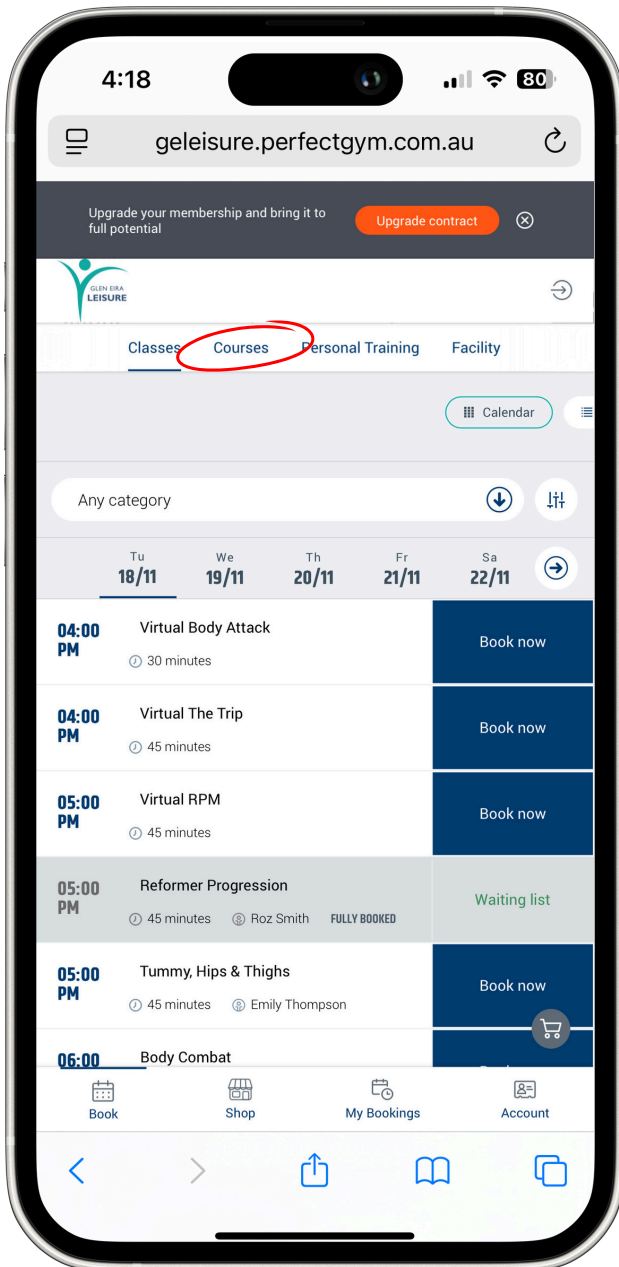 4:18
80
geleisure.perfectgym.com.au
Upgrade your membership and bring it to
full potential
Upgrade contract
GLEN EIRA
LEISURE
Classes Courses Personal Training Facility
Calendar
Any category
Tu We Th Fr Sa
18/11 19/11 20/11 21/11 22/11
04:00
PM
Virtual Body Attack
30 minutes
Book now
04:00
PM
Virtual The Trip
45 minutes
Book now
05:00
PM
Virtual RPM
45 minutes
Book now
05:00
PM
Reformer Progression
45 minutes Roz Smith FULLY BOOKED
Waiting list
05:00
PM
Tummy, Hips & Thighs
45 minutes Emily Thompson
Book now
06:00
Body Combat
Book Shop My Bookings Account